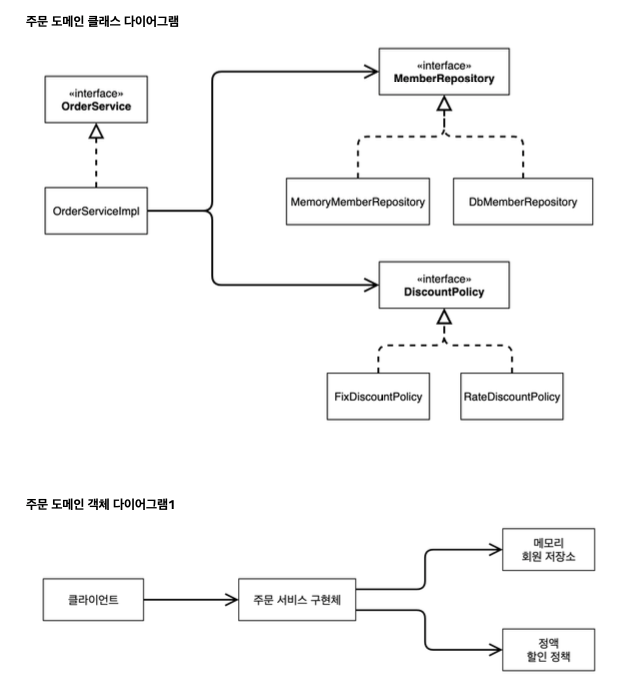 주문 도메인 클래스 다이어그램
«interface»
OrderService
OrderServiceImpl
«interface»
MemberRepository
MemoryMemberRepository
DbMemberRepository
«interface»
DiscountPolicy
FixDiscountPolicy
RateDiscountPolicy
주문 도메인 객체 다이어그램1
클라이언트
주문 서비스 구현체
메모리
회원 저장소
정액
할인 정책